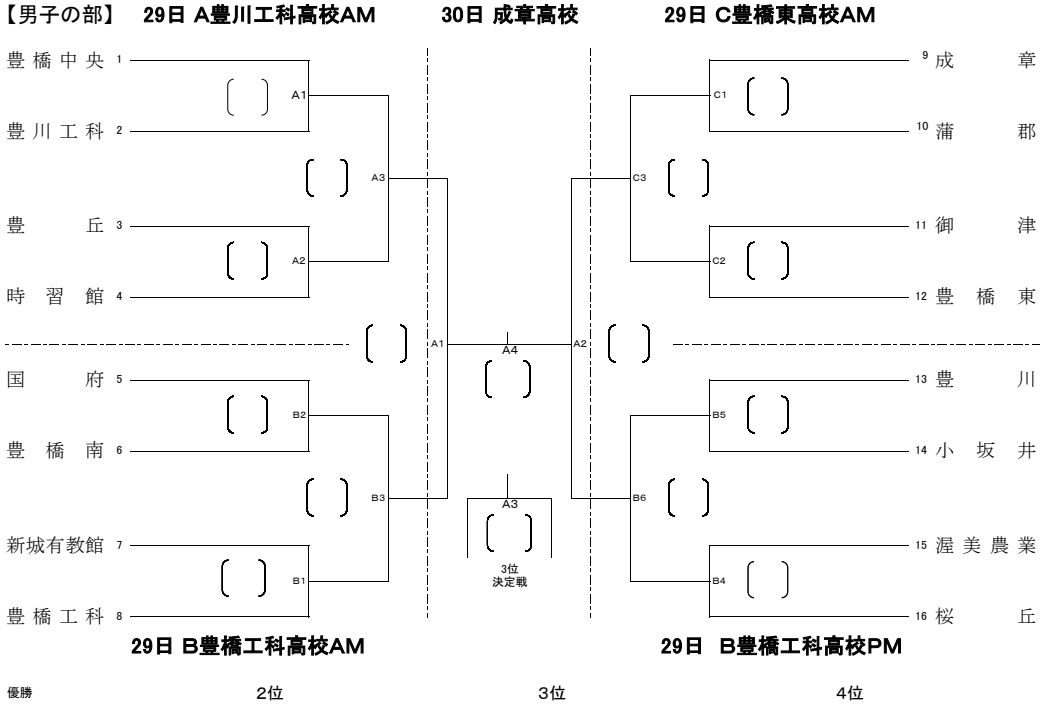 【男子の部】 29日 A豊川工科高校AM 30日 成章高校 29日 C豊橋東高校AM
豊橋中央 1
9 成章
A1
C1
豊川工科 2
10 蒲郡
A3
C3
豊丘 3
11 御津
A2
C2
時習館 4
12 豊橋東
A1
A4
A2
国府 5
13 豊川
B2
B5
豊橋南 6
14 小坂井
B3
A3
B6
新城有教館 7
15 渥美農業
3位
決定戦
B1
B4
豊橋工科 8
16 桜丘
29日 B豊橋工科高校AM
29日 B豊橋工科高校PM
優勝 2位 3位 4位